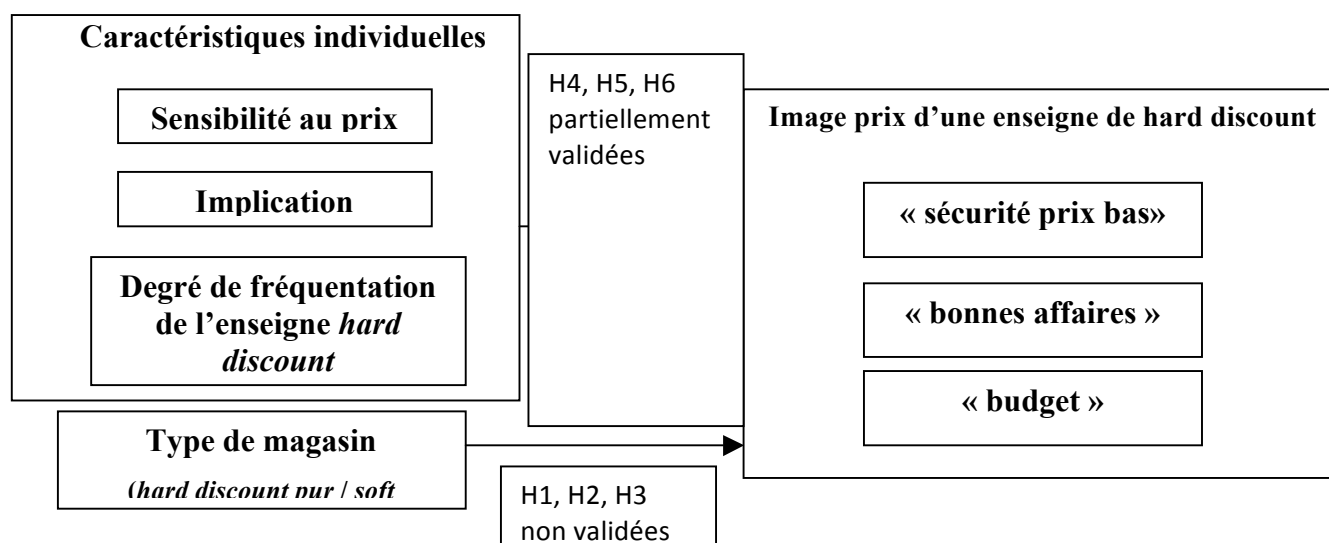 Caractéristiques individuelles
Sensibilité au prix
Implication
Degré de fréquentation
de l’enseigne hard
discount
Type de magasin
(hard discount pur / soft
H4, H5, H6
partiellement
validées
H1, H2, H3
non validées
Image prix d’une enseigne de hard discount
« sécurité prix bas»
« bonnes affaires »
« budget »